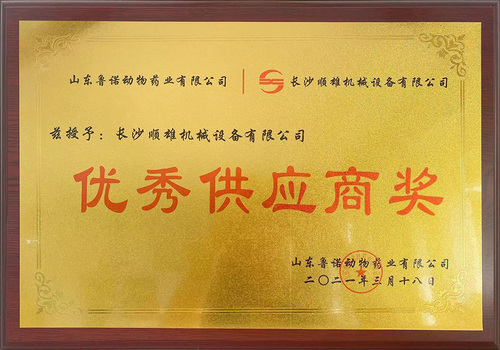 山东鲁诺动物药业有限公司 长沙顺雄机械设备有限公司
兹授予：长沙顺雄机械设备有限公司
优秀供应商奖
山东鲁诺动物药业有限公司
二〇二一年三月十八日